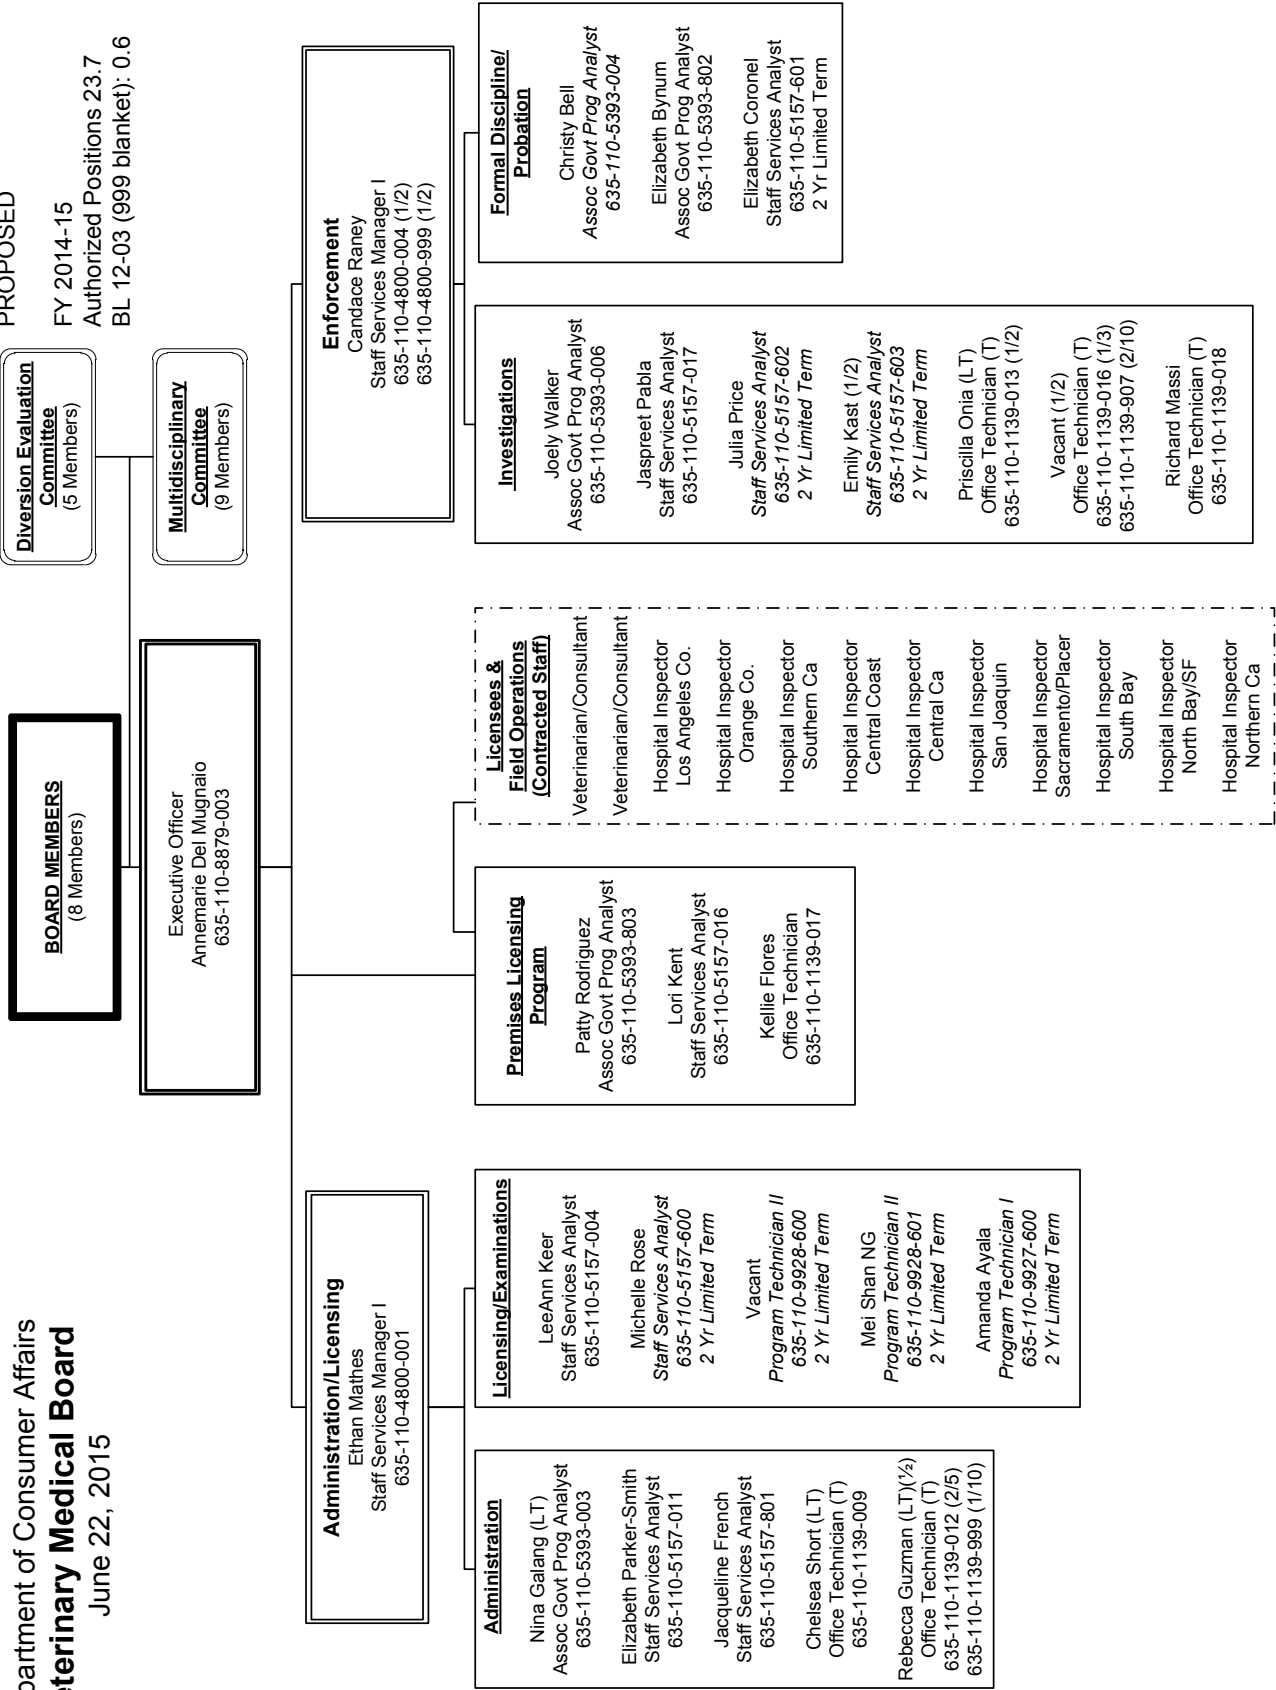 partment of Consumer Affairs
eterinary Medical Board
June 22, 2015
PROPOSED
FY 2014-15
Authorized Positions 23.7
BL 12-03 (999 blanket): 0.6
BOARD MEMBERS
(8 Members)
Diversion Evaluation
Committee
(5 Members)
Multidisciplinary
Committee
(9 Members)
Executive Officer
Annemarie Del Mugnaio
635-110-8879-003
Administration/Licensing
Ethan Mathes
Staff Services Manager I
635-110-4800-001
Enforcement
Candace Raney
Staff Services Manager I
635-110-4800-004 (1/2)
635-110-4800-999 (1/2)
Administration
Nina Galang (LT)
Assoc Govt Prog Analyst
635-110-5393-003
Elizabeth Parker-Smith
Staff Services Analyst
635-110-5157-011
Jacqueline French
Staff Services Analyst
635-110-5157-801
Chelsea Short (LT)
Office Technician (T)
635-110-1139-009
Rebecca Guzman (LT)(½)
Office Technician (T)
635-110-1139-012 (2/5)
635-110-1139-999 (1/10)
Licensing/Examinations
LeeAnn Keer
Staff Services Analyst
635-110-5157-004
Michelle Rose
Staff Services Analyst
635-110-5157-600
2 Yr Limited Term
Vacant
Program Technician II
635-110-9928-600
2 Yr Limited Term
Mei Shan NG
Program Technician II
635-110-9928-601
2 Yr Limited Term
Amanda Ayala
Program Technician I
635-110-9927-600
2 Yr Limited Term
Premises Licensing
Program
Patty Rodriguez
Assoc Govt Prog Analyst
635-110-5393-803
Lori Kent
Staff Services Analyst
635-110-5157-016
Kellie Flores
Office Technician
635-110-1139-017
Licensees &
Field Operations
(Contracted Staff)
Veterinarian/Consultant
Veterinarian/Consultant
Hospital Inspector
Los Angeles Co.
Hospital Inspector
Orange Co.
Hospital Inspector
Southern Ca
Hospital Inspector
Central Coast
Hospital Inspector
Central Ca
Hospital Inspector
San Joaquin
Hospital Inspector
Sacramento/Placer
Hospital Inspector
South Bay
Hospital Inspector
North Bay/SF
Hospital Inspector
Northern Ca
Investigations
Joely Walker
Assoc Govt Prog Analyst
635-110-5393-006
Jaspreet Pabla
Staff Services Analyst
635-110-5157-017
Julia Price
Staff Services Analyst
635-110-5157-602
2 Yr Limited Term
Emily Kast (1/2)
Staff Services Analyst
635-110-5157-603
2 Yr Limited Term
Priscilla Onia (LT)
Office Technician (T)
635-110-1139-013 (1/2)
Vacant (1/2)
Office Technician (T)
635-110-1139-016 (1/3)
635-110-1139-907 (2/10)
Richard Massi
Office Technician (T)
635-110-1139-018
Formal Discipline/
Probation
Christy Bell
Assoc Govt Prog Analyst
635-110-5393-004
Elizabeth Bynum
Assoc Govt Prog Analyst
635-110-5393-802
Elizabeth Coronel
Staff Services Analyst
635-110-5157-601
2 Yr Limited Term